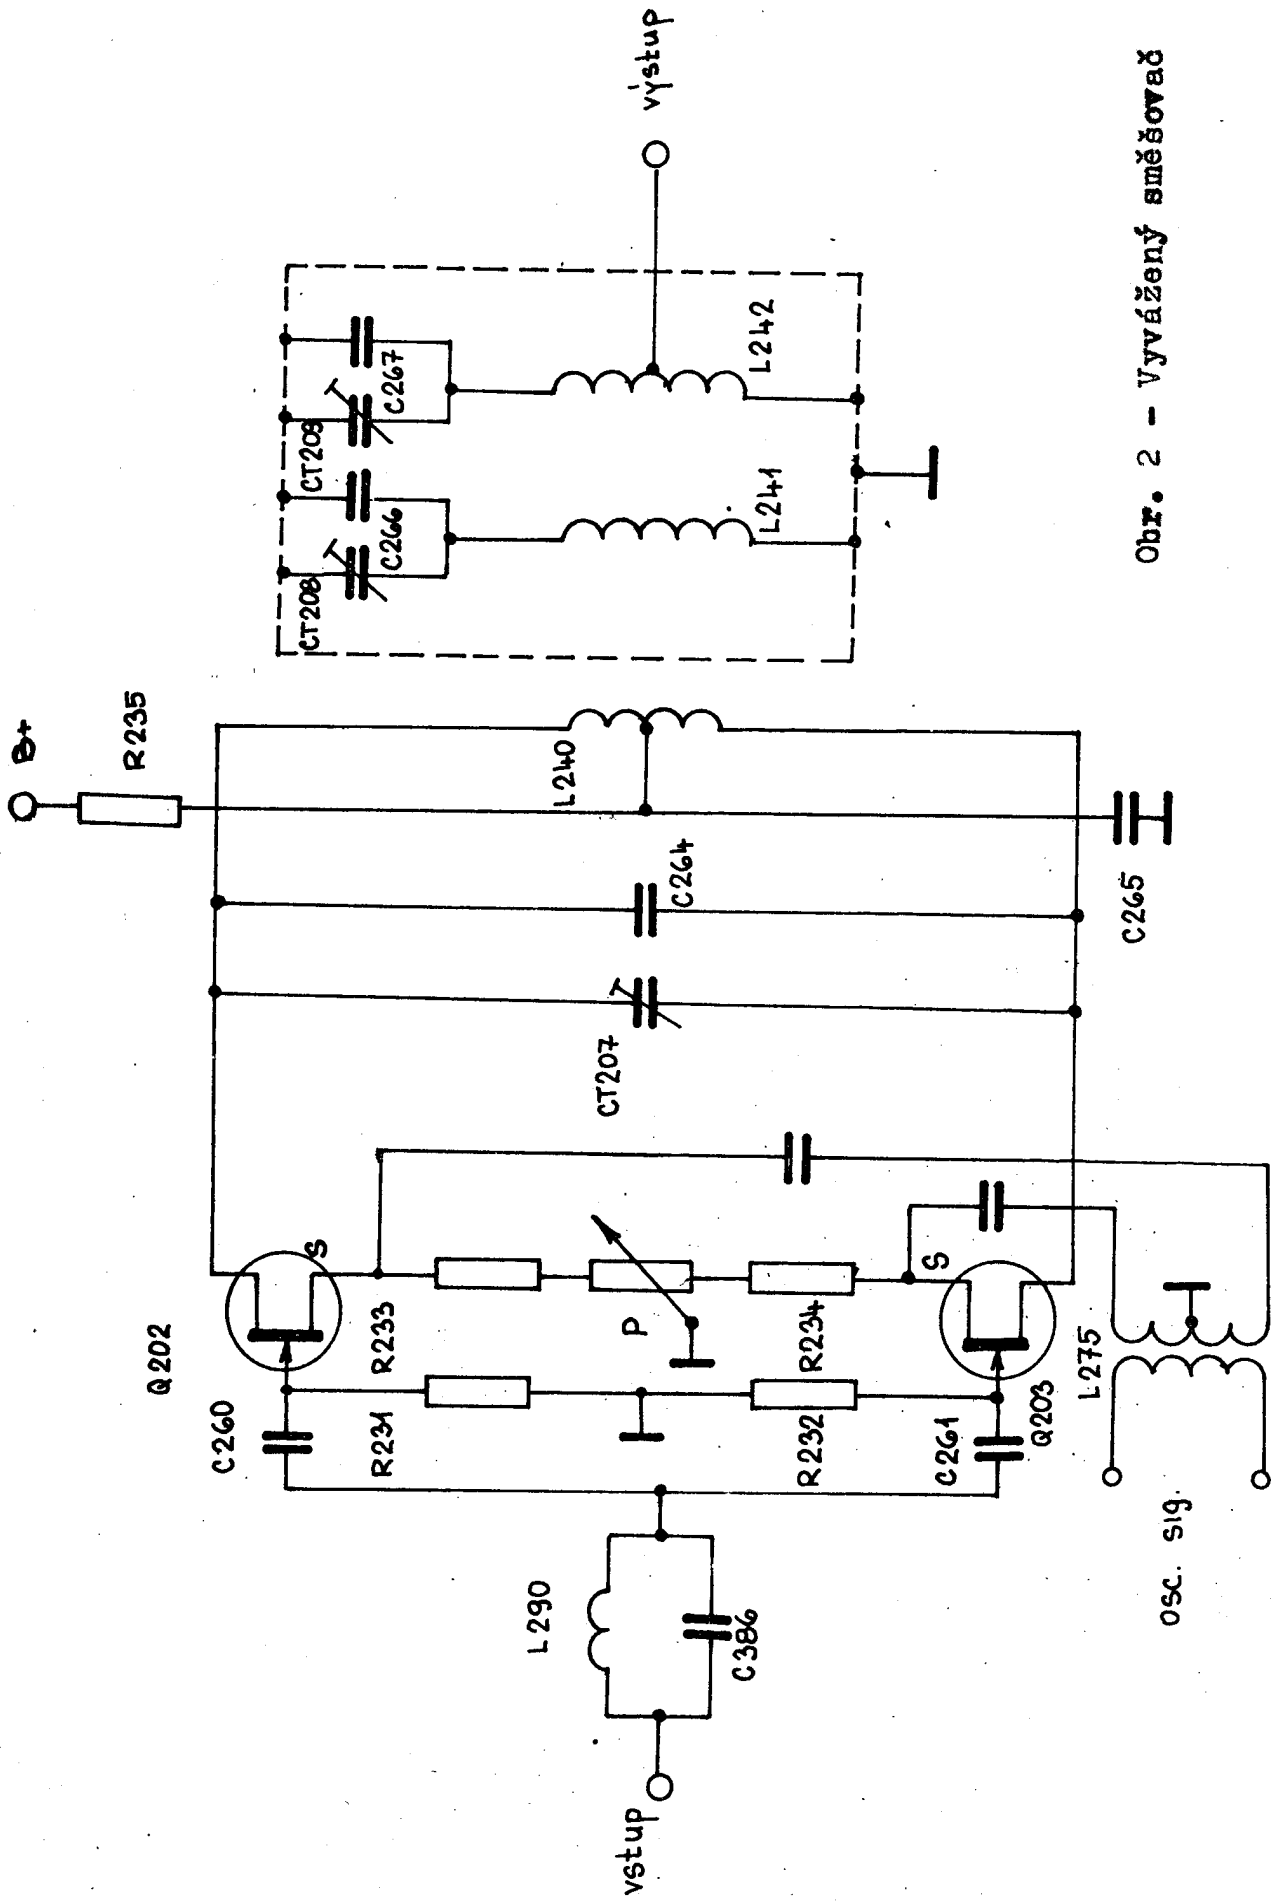 B+
R235
výstup
Q202
S
L240
CT208
C266
CT209
C267
L241
L242
C260
R231
R233
P
CT207
C264
vstup
L290
C386
R232
R234
S
C261
Q203
L275
C265
osc. sig.
Obr. 2 - Vyvážený směšovač